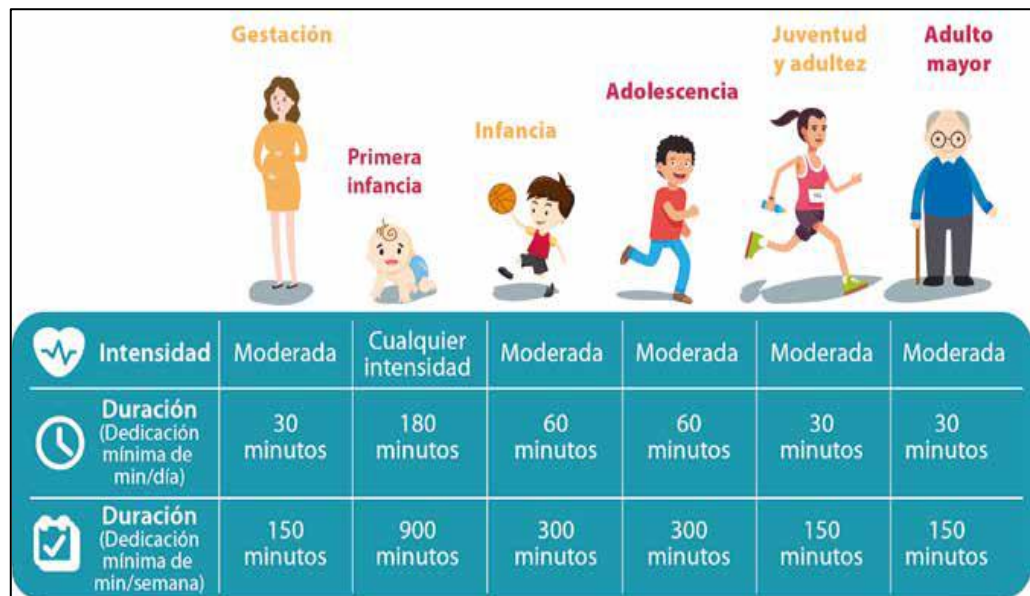 Gestación
Primera
infancia
Infancia
Adolescencia
Juventud
y adultez
Adulto
mayor
Intensidad
Moderada
Cualquier
intensidad
Moderada
Moderada
Moderada
Moderada
Duración
(Dedicación
mínima de
min/día)
30
minutos
180
minutos
60
minutos
60
minutos
30
minutos
30
minutos
Duración
(Dedicación
mínima de
min/semana)
150
minutos
900
minutos
300
minutos
300
minutos
150
minutos
150
minutos